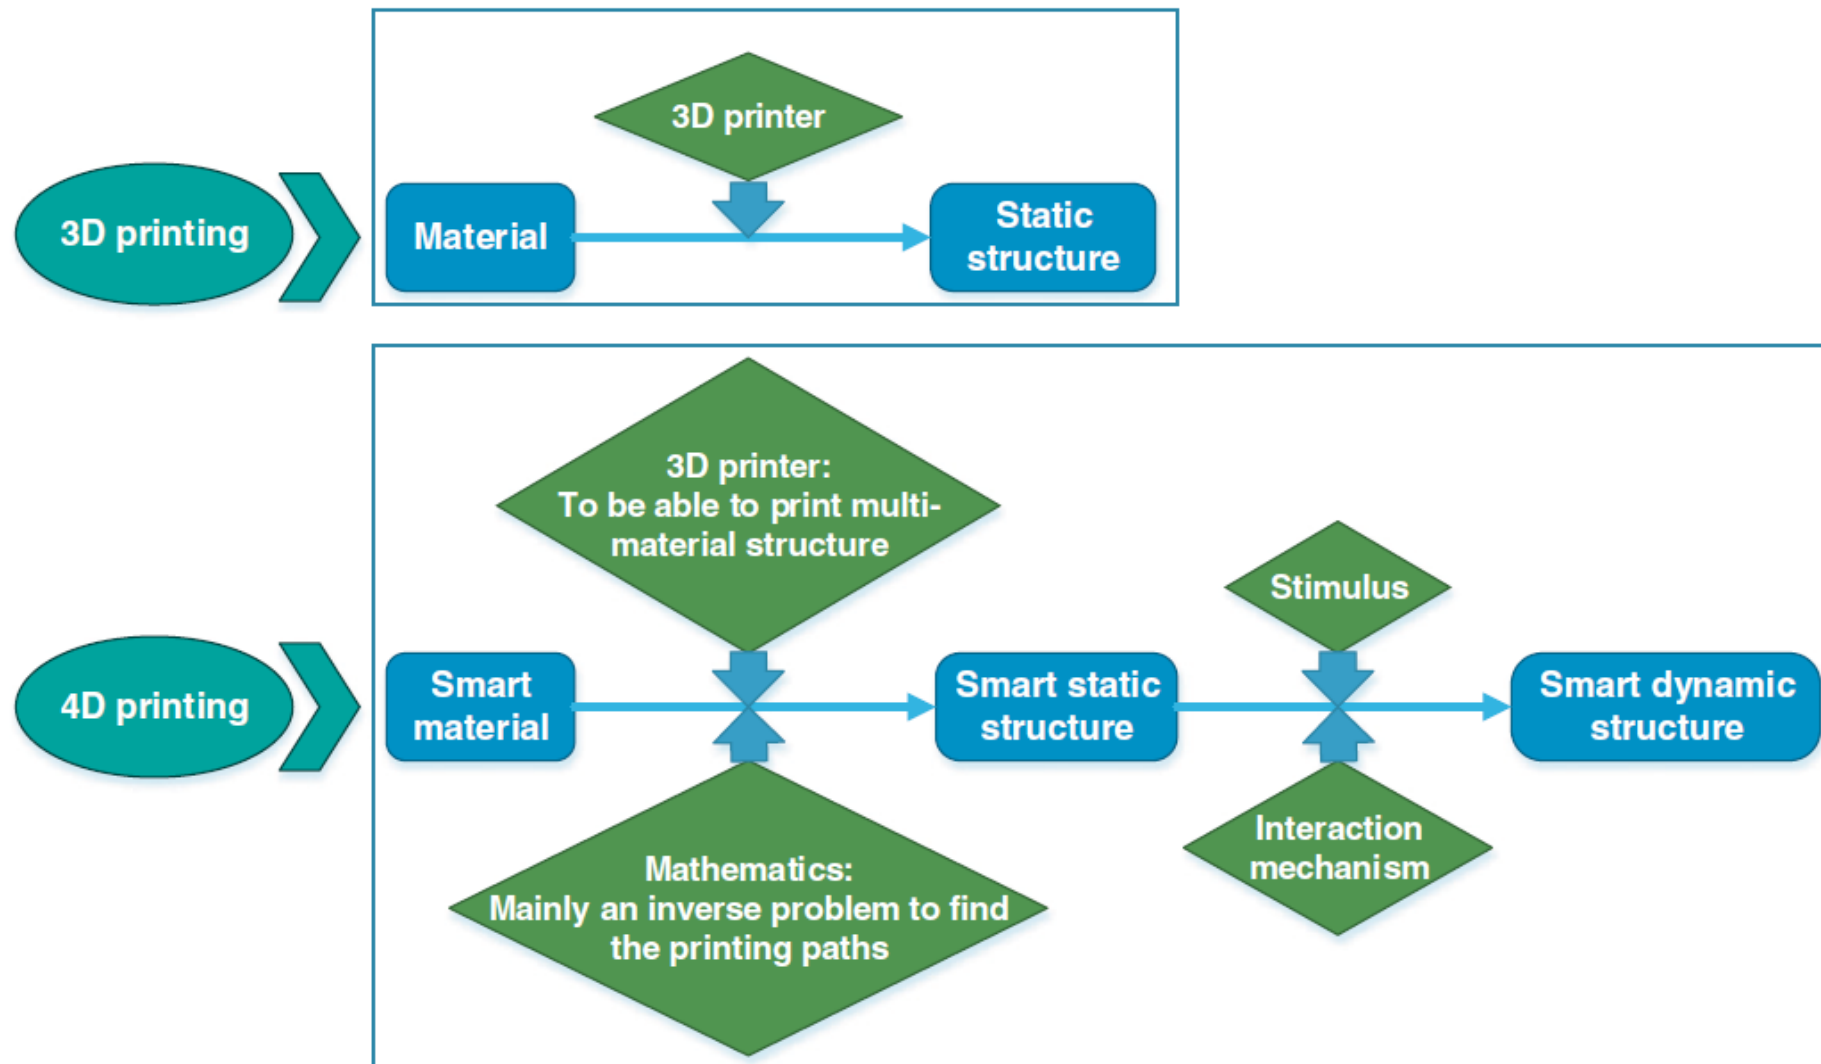 3D printer
3D printing
Material
Static
structure
3D printer:
To be able to print multi-
material structure
Stimulus
4D printing
Smart
material
Smart static
structure
Smart dynamic
structure
Mathematics:
Mainly an inverse problem to find
the printing paths
Interaction
mechanism